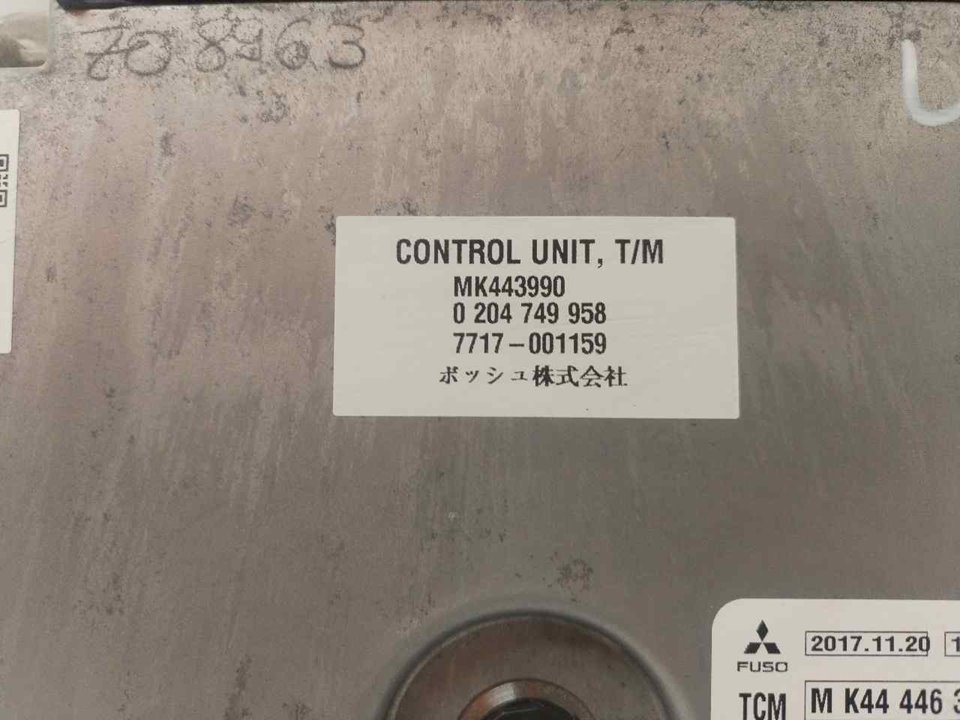 Z08963
CONTROL UNIT, T/M
MK443990
0 204 749 958
7717-001159
ボッシュ株式会社
FUSO
2017.11.20
TCM
M K44 446